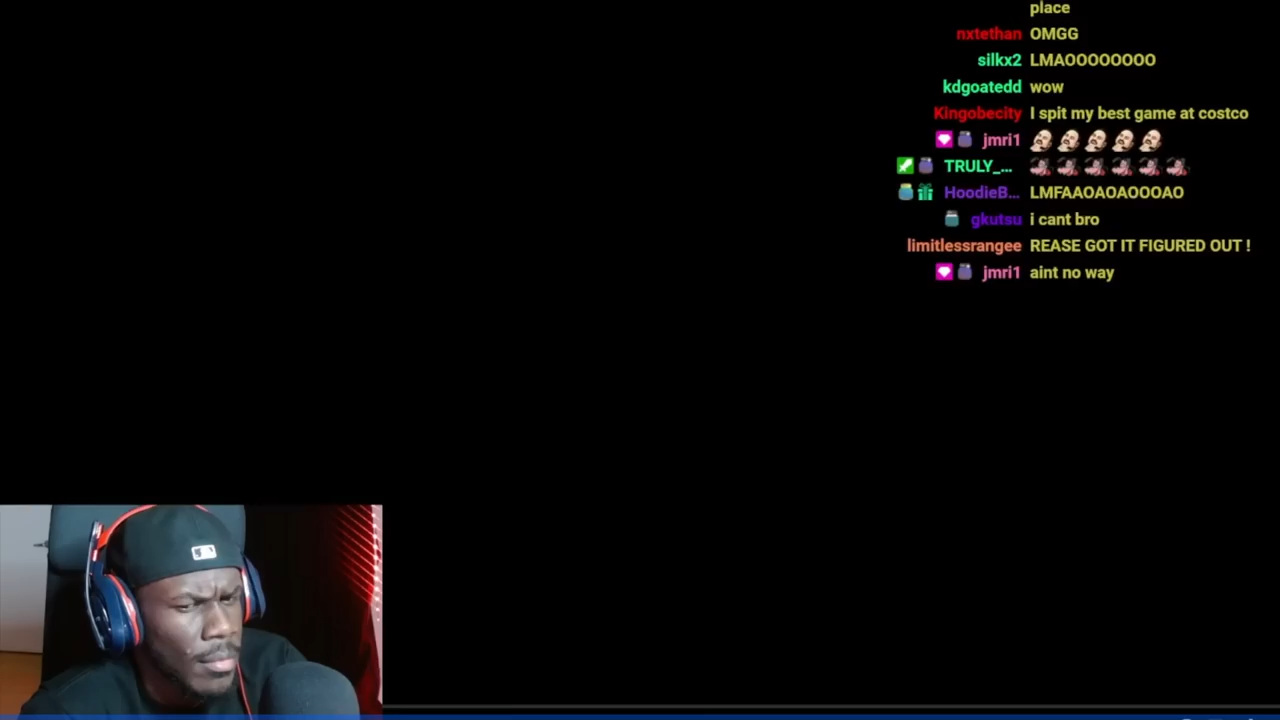 place
nxtethan OMGG
silkx2 LMAOOOOOOOO
kdgoatedd wow
Kingobecity I spit my best game at costco
jmri1
TRULY_...
HoodieB... LMFAAOAOAOOOAO
gkutsu i cant bro
limitlessrangee REASE GOT IT FIGURED OUT !
jmri1 aint no way